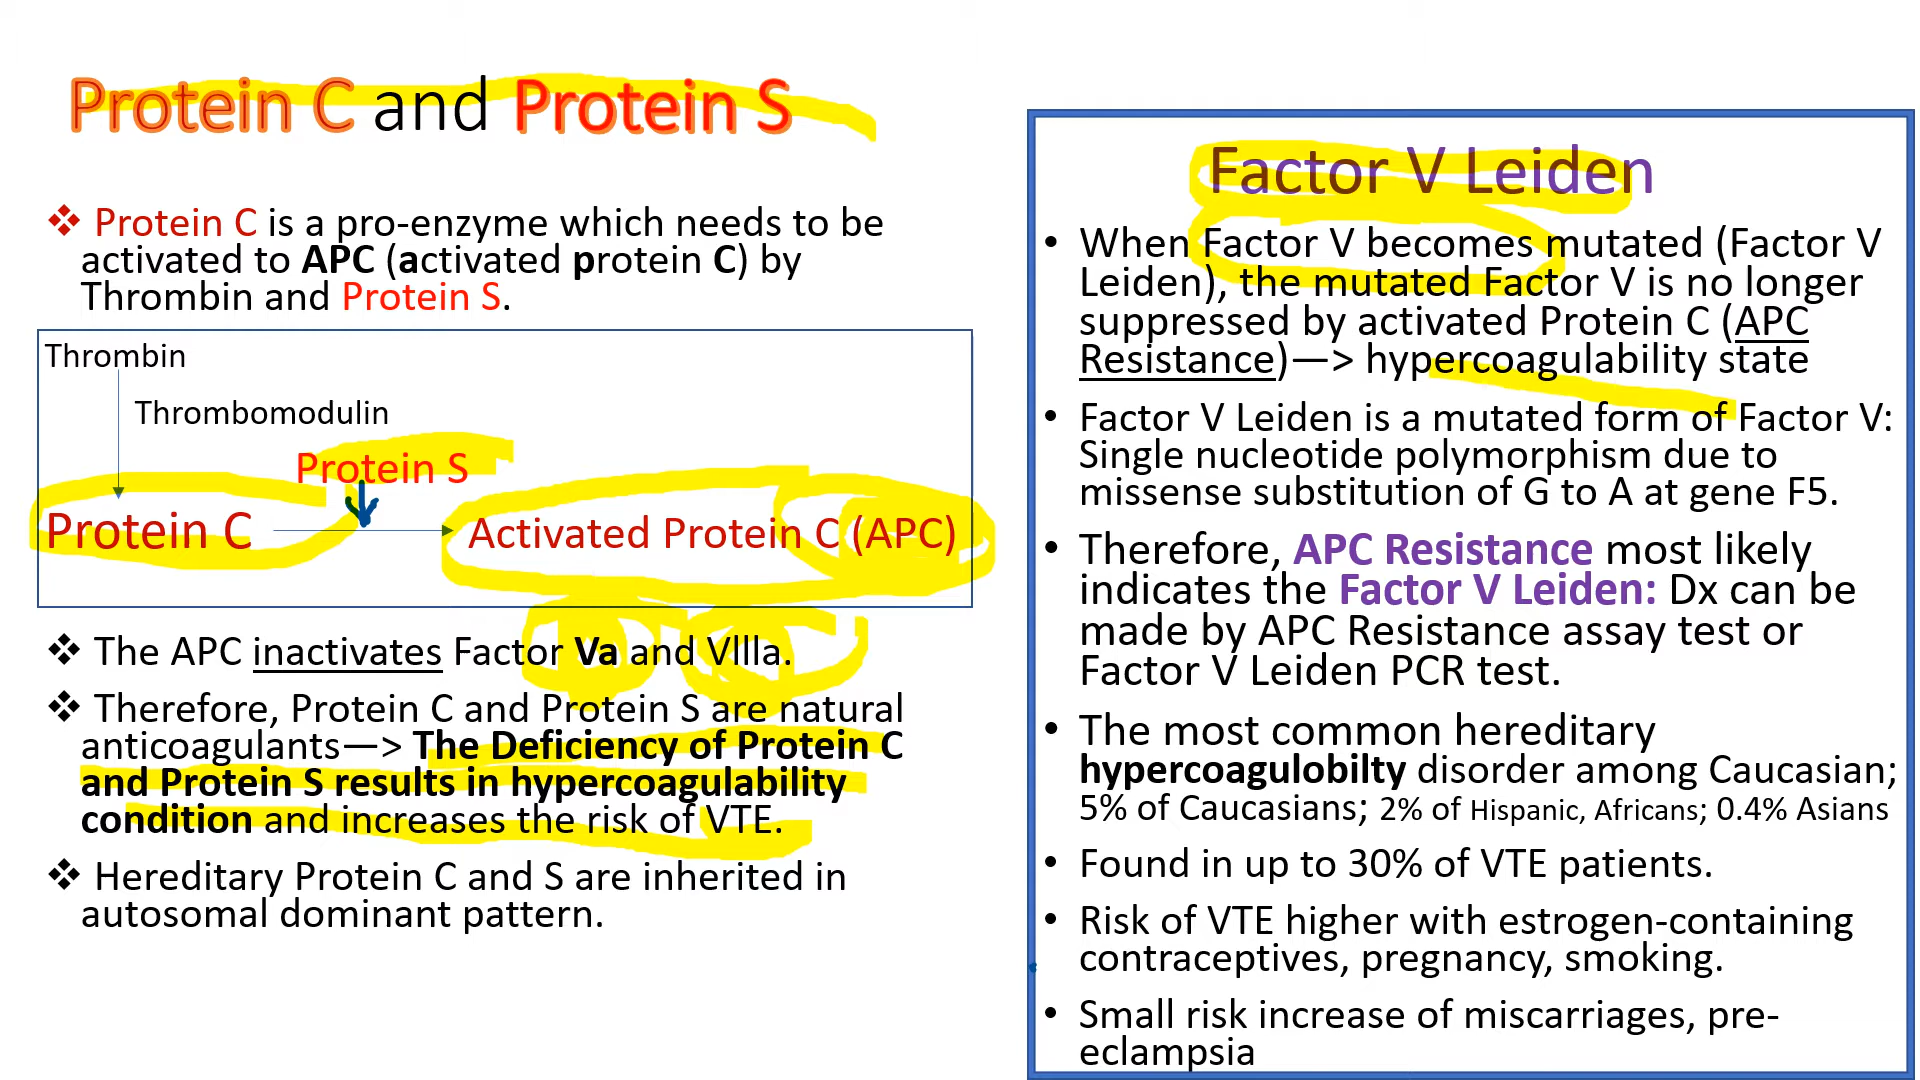 Protein C and Protein S
❖ Protein C is a pro-enzyme which needs to be
activated to APC (activated protein C) by
Thrombin and Protein S.
Thrombin
Thrombomodulin
Protein S
Protein C
Activated Protein C (APC)
❖ The APC inactivates Factor Va and VIIIa.
❖ Therefore, Protein C and Protein S are natural
anticoagulants—> The Deficiency of Protein C
and Protein S results in hypercoagulability
condition and increases the risk of VTE.
❖ Hereditary Protein C and S are inherited in
autosomal dominant pattern.
Factor V Leiden
• When Factor V becomes mutated (Factor V
Leiden), the mutated Factor V is no longer
suppressed by activated Protein C (APC
Resistance)—> hypercoagulability state
• Factor V Leiden is a mutated form of Factor V:
Single nucleotide polymorphism due to
missense substitution of G to A at gene F5.
• Therefore, APC Resistance most likely
indicates the Factor V Leiden: Dx can be
made by APC Resistance assay test or
Factor V Leiden PCR test.
• The most common hereditary
hypercoagulobilty disorder among Caucasian;
5% of Caucasians; 2% of Hispanic, Africans; 0.4% Asians
• Found in up to 30% of VTE patients.
• Risk of VTE higher with estrogen-containing
contraceptives, pregnancy, smoking.
• Small risk increase of miscarriages, pre-
eclampsia